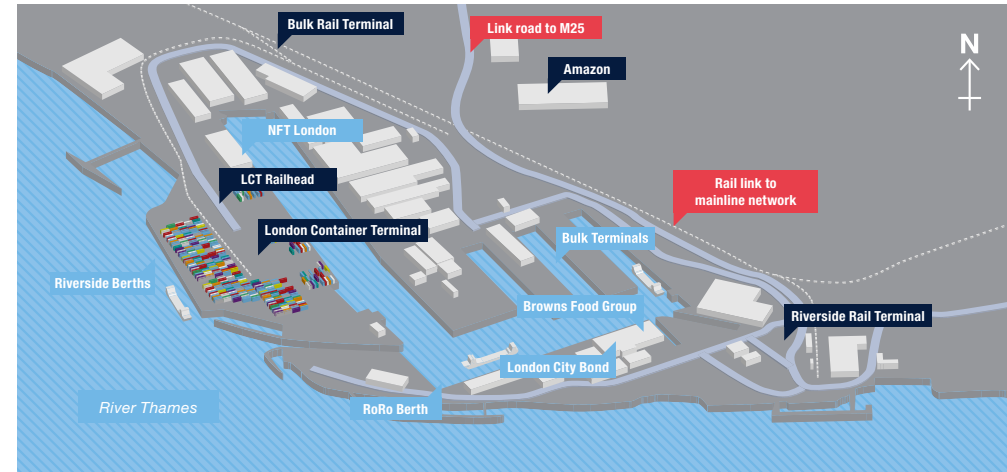 Bulk Rail Terminal
Link road to M25
N
Amazon
NFT London
LCT Railhead
Rail link to
mainline network
London Container Terminal
Bulk Terminals
Riverside Berths
Browns Food Group
Riverside Rail Terminal
London City Bond
River Thames
RoRo Berth